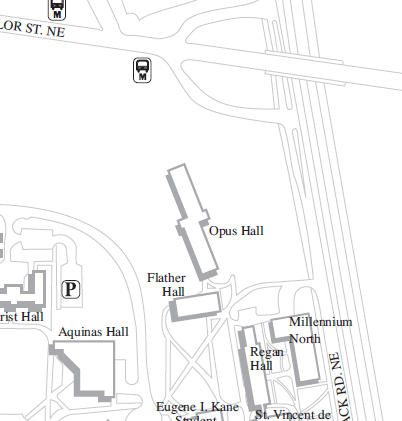 M
LOR ST. NE
M
Opus Hall
Flather
Hall
P
rist Hall
Millennium
North
Aquinas Hall
Regan
Hall
ACK RD. NE
Eugene I. Kane
Student
St. Vincent de